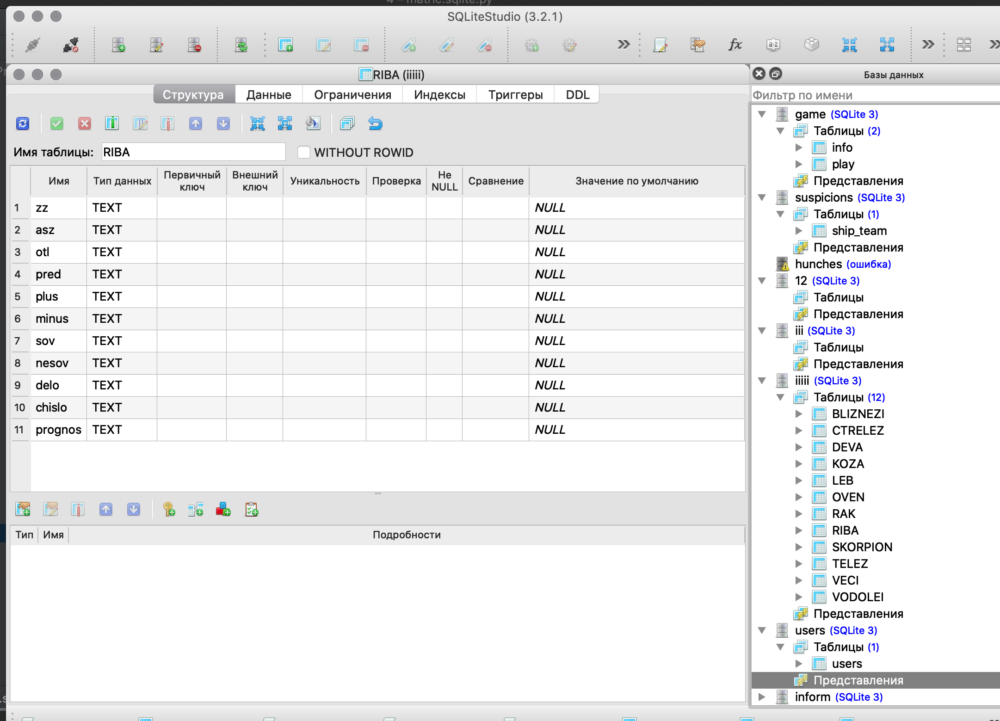 SQLiteStudio (3.2.1)
RIBA (iiiii)
Структура Данные Ограничения Индексы Триггеры DDL
Имя таблицы: RIBA WITHOUT ROWID
Имя Тип данных Первичный ключ Внешний ключ Уникальность Проверка Не NULL Сравнение Значение по умолчанию
1 zz TEXT NULL
2 asz TEXT NULL
3 otl TEXT NULL
4 pred TEXT NULL
5 plus TEXT NULL
6 minus TEXT NULL
7 sov TEXT NULL
8 nesov TEXT NULL
9 delo TEXT NULL
10 chislo TEXT NULL
11 prognos TEXT NULL
Тип Имя Подробности
Базы данных
Фильтр по имени
game (SQLite 3)
Таблицы (2)
info
play
Представления
suspicions (SQLite 3)
Таблицы (1)
ship_team
Представления
hunches (ошибка)
12 (SQLite 3)
Таблицы
Представления
iii (SQLite 3)
Таблицы
Представления
iiiii (SQLite 3)
Таблицы (12)
BLIZNEZI
CTRELEZ
DEVA
KOZA
LEB
OVEN
RAK
RIBA
SKORPION
TELEZ
VECI
VODOLEI
Представления
users (SQLite 3)
Таблицы (1)
users
Представления
inform (SQLite 3)